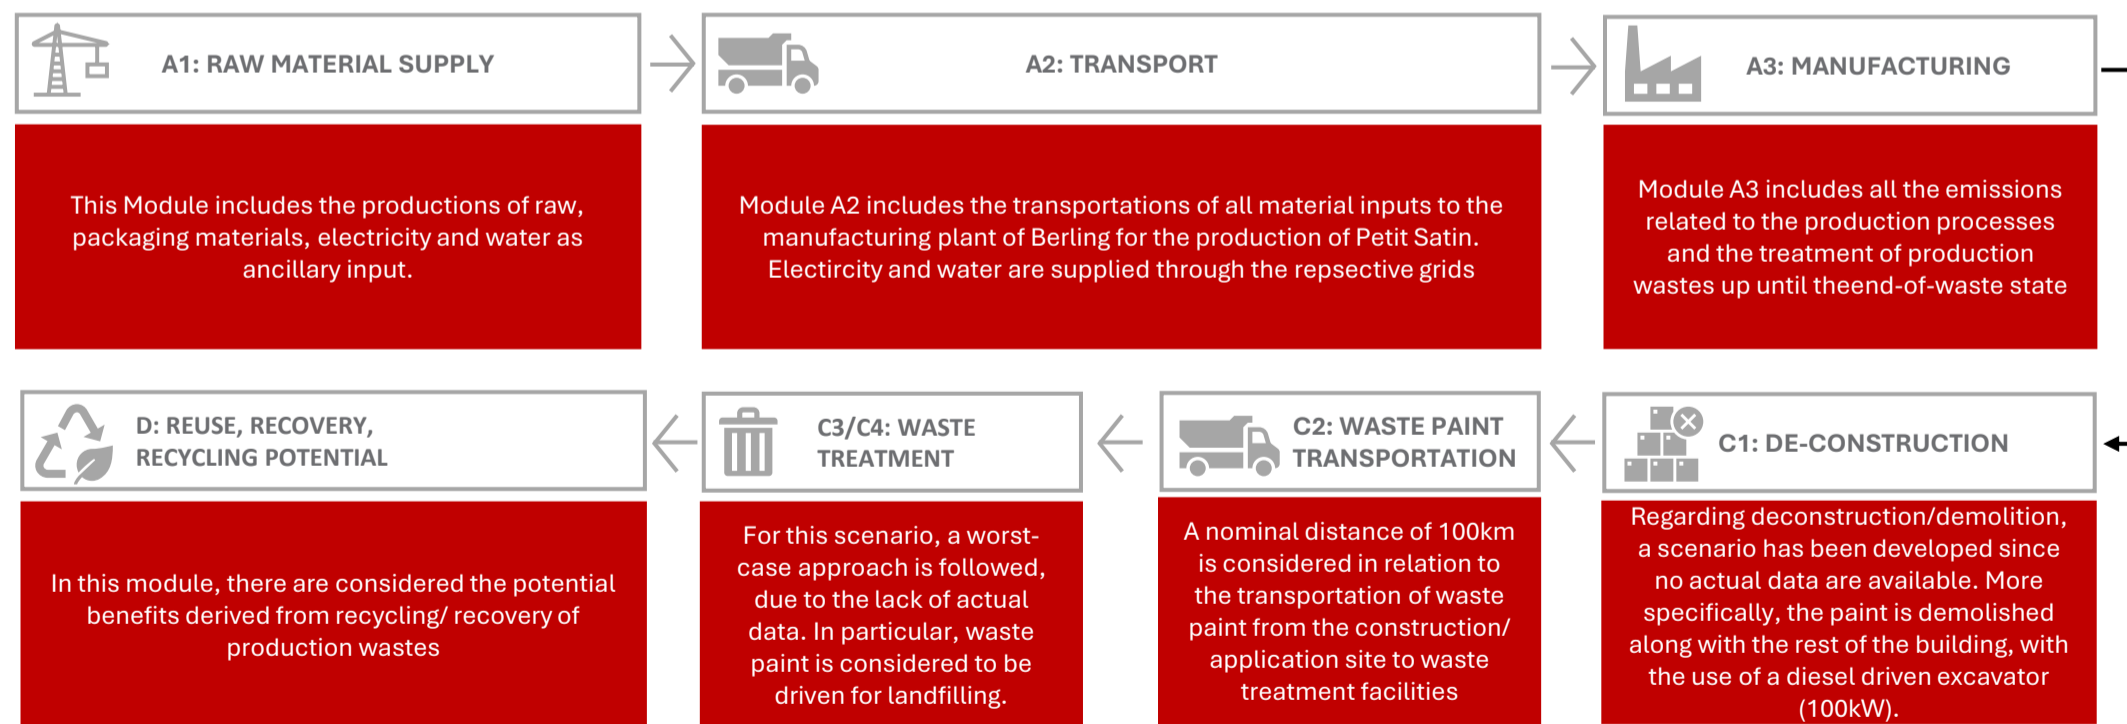 A1: RAW MATERIAL SUPPLY
This Module includes the productions of raw,
packaging materials, electricity and water as
ancillary input.
A2: TRANSPORT
Module A2 includes the transportations of all material inputs to the
manufacturing plant of Berling for the production of Petit Satin.
Electircity and water are supplied through the repsective grids
A3: MANUFACTURING
Module A3 includes all the emissions
related to the production processes
and the treatment of production
wastes up until theend-of-waste state
D: REUSE, RECOVERY,
RECYCLING POTENTIAL
In this module, there are considered the potential
benefits derived from recycling/ recovery of
production wastes
C3/C4: WASTE
TREATMENT
For this scenario, a worst-
case approach is followed,
due to the lack of actual
data. In particular, waste
paint is considered to be
driven for landfilling.
C2: WASTE PAINT
TRANSPORTATION
A nominal distance of 100km
is considered in relation to
the transportation of waste
paint from the construction/
application site to waste
treatment facilities
C1: DE-CONSTRUCTION
Regarding deconstruction/demolition,
a scenario has been developed since
no actual data are available. More
specifically, the paint is demolished
along with the rest of the building, with
the use of a diesel driven excavator
(100kW).